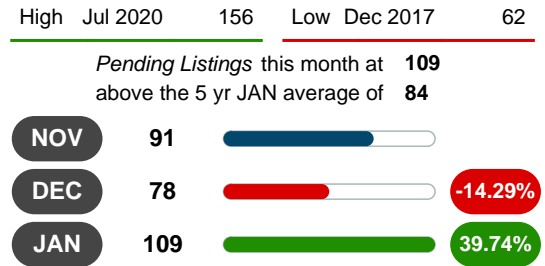 High Jul 2020 156 Low Dec 2017 62
Pending Listings this month at 109
above the 5 yr JAN average of 84
NOV 91
DEC 78 -14.29%
JAN 109 39.74%